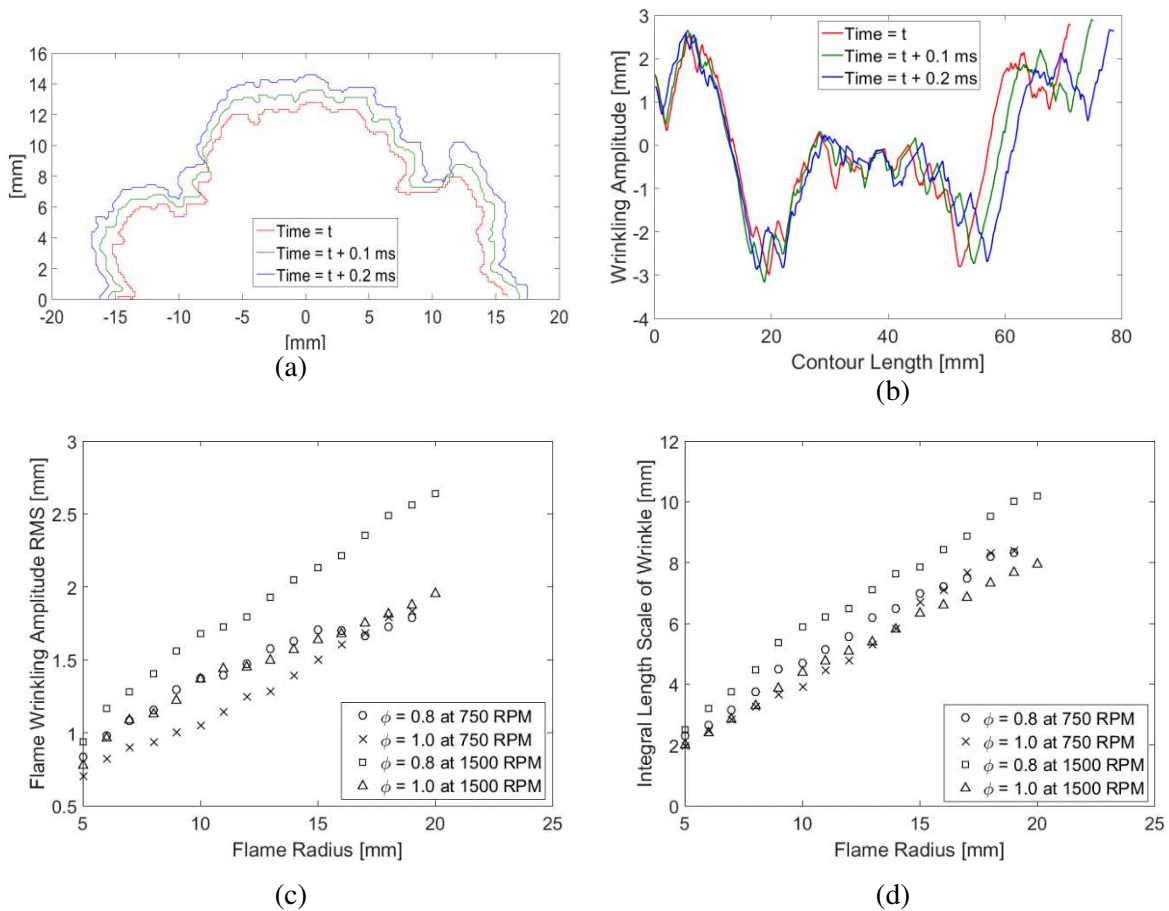 16
14
12
10
8
6
4
2
0
[mm]
Time = t
Time = t + 0.1 ms
Time = t + 0.2 ms
-20 -15 -10 -5 0 5 10 15 20
[mm]
(a)
3
2
1
0
-1
-2
-3
-4
Wrinkling Amplitude [mm]
Time = t
Time = t + 0.1 ms
Time = t + 0.2 ms
0 20 40 60 80
Contour Length [mm]
(b)
3
2.5
2
1.5
1
0.5
Flame Wrinkling Amplitude RMS [mm]
ϕ = 0.8 at 750 RPM
ϕ = 1.0 at 750 RPM
ϕ = 0.8 at 1500 RPM
ϕ = 1.0 at 1500 RPM
5 10 15 20 25
Flame Radius [mm]
(c)
12
10
8
6
4
2
0
Integral Length Scale of Wrinkle [mm]
ϕ = 0.8 at 750 RPM
ϕ = 1.0 at 750 RPM
ϕ = 0.8 at 1500 RPM
ϕ = 1.0 at 1500 RPM
5 10 15 20 25
Flame Radius [mm]
(d)